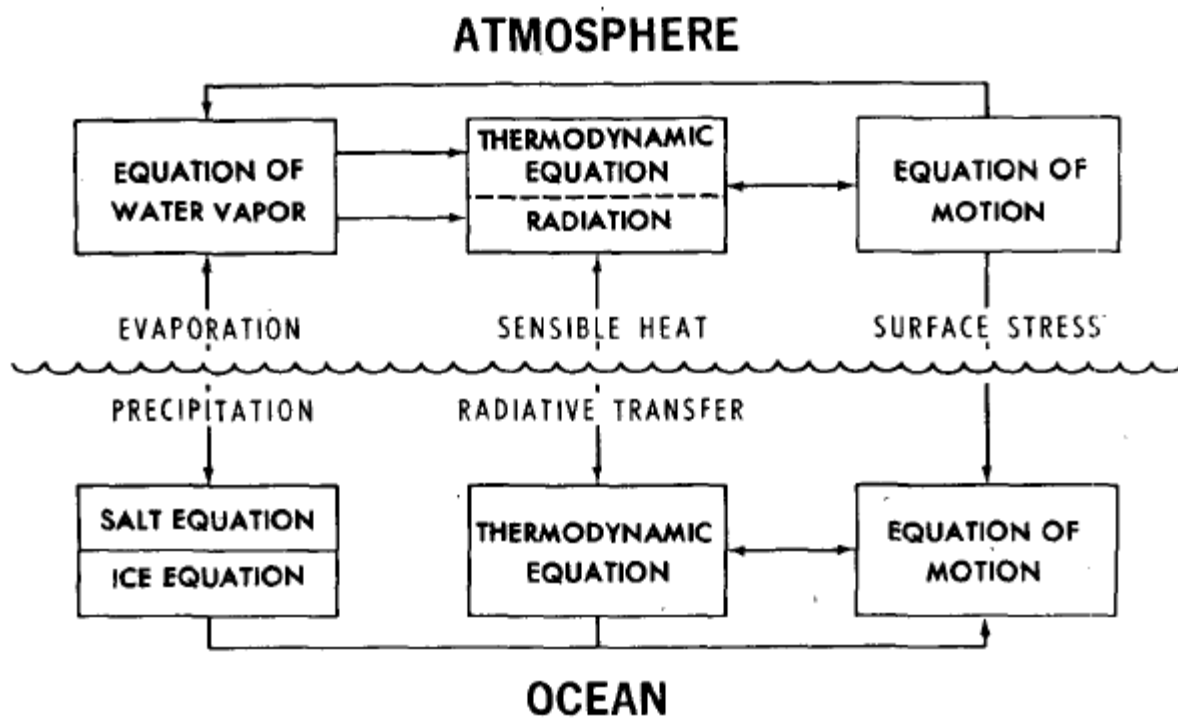 ATMOSPHERE
EQUATION OF
WATER VAPOR
THERMODYNAMIC
EQUATION
RADIATION
EQUATION OF
MOTION
EVAPORATION
SENSIBLE HEAT
SURFACE STRESS
PRECIPITATION
RADIATIVE TRANSFER
SALT EQUATION
ICE EQUATION
THERMODYNAMIC
EQUATION
EQUATION OF
MOTION
OCEAN